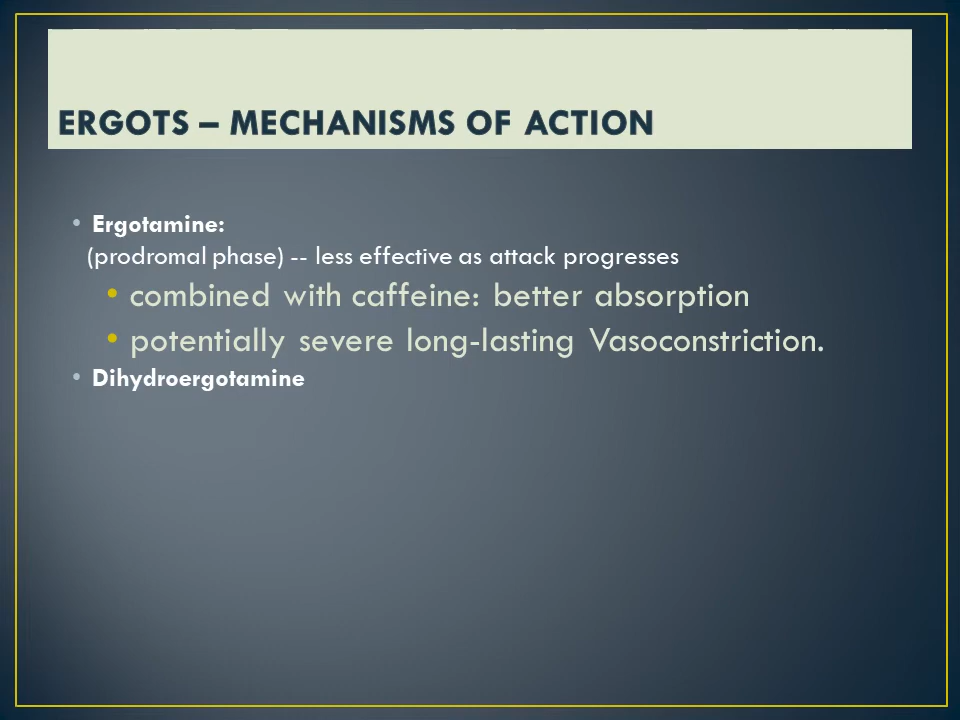 ERGOTS – MECHANISMS OF ACTION
• Ergotamine:
(prodromal phase) -- less effective as attack progresses
• combined with caffeine: better absorption
• potentially severe long-lasting Vasoconstriction.
• Dihydroergotamine